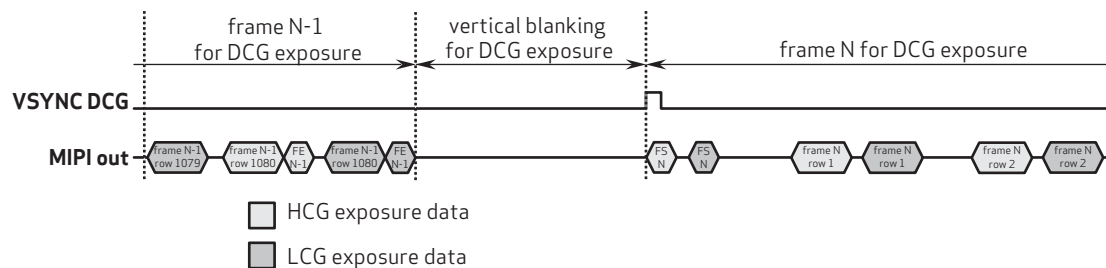 frame N-1
for DCG exposure
vertical blanking
for DCG exposure
frame N for DCG exposure
VSYNC DCG
MIPI out
frame N-1
row 1079
frame N-1
row 1080
FE
N-1
frame N-1
row 1080
FE
N-1
FS
N
FS
N
frame N
row 1
frame N
row 1
frame N
row 2
frame N
row 2
HCG exposure data
LCG exposure data